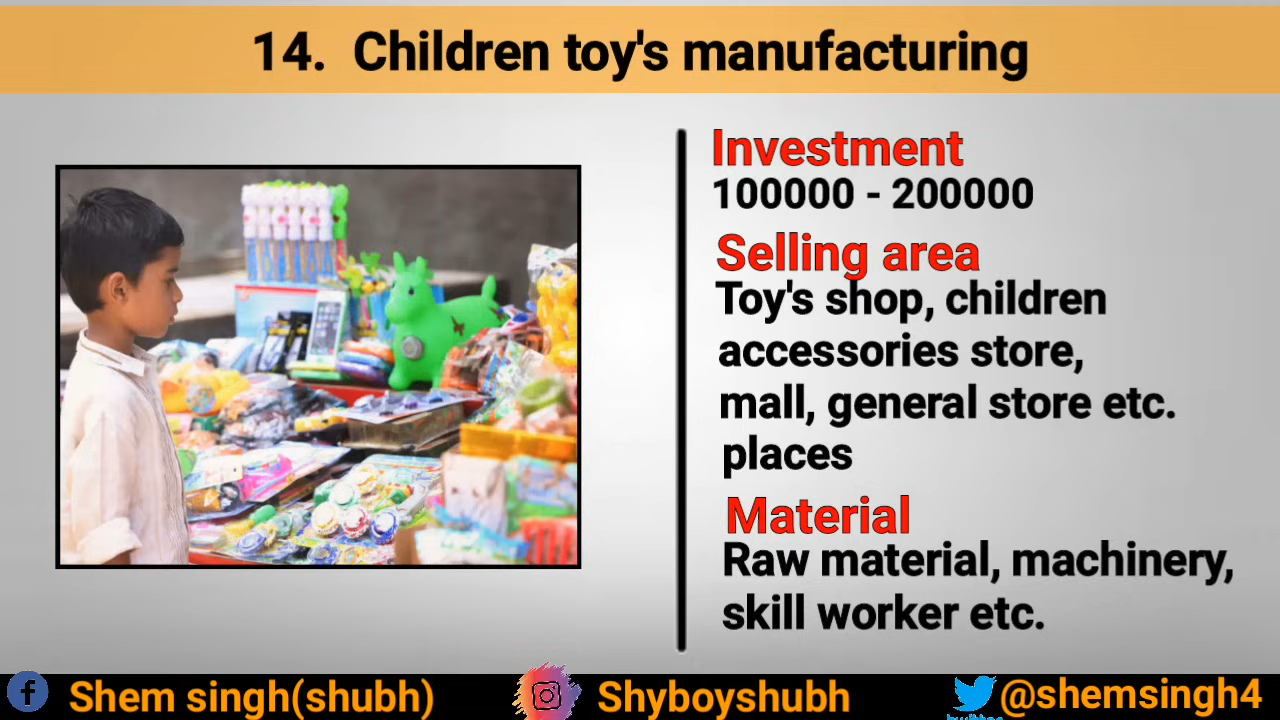 14. Children toy's manufacturing
Investment
100000 - 200000
Selling area
Toy's shop, children
accessories store,
mall, general store etc.
places
Material
Raw material, machinery,
skill worker etc.
Shem singh(shubh)
Shyboyshubh
@shemsingh4